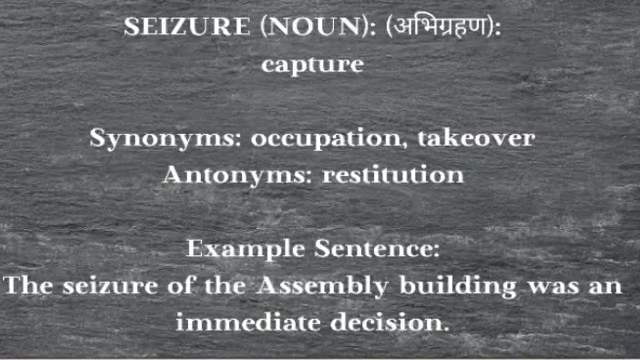 SEIZURE (NOUN): (अभिग्रहण):
capture
Synonyms: occupation, takeover
Antonyms: restitution
Example Sentence:
The seizure of the Assembly building was an
immediate decision.